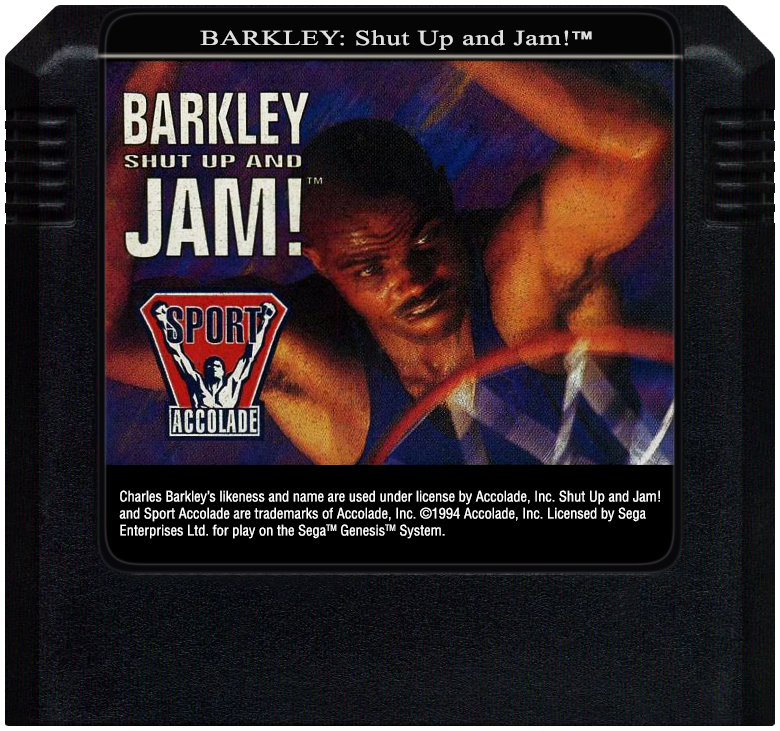 BARKLEY: Shut Up and Jam!™
BARKLEY
SHUT UP AND
JAM!™
SPORT
ACCOLADE
Charles Barkley's likeness and name are used under license by Accolade, Inc. Shut Up and Jam!
and Sport Accolade are trademarks of Accolade, Inc. ©1994 Accolade, Inc. Licensed by Sega
Enterprises Ltd. for play on the Sega™ Genesis™ System.